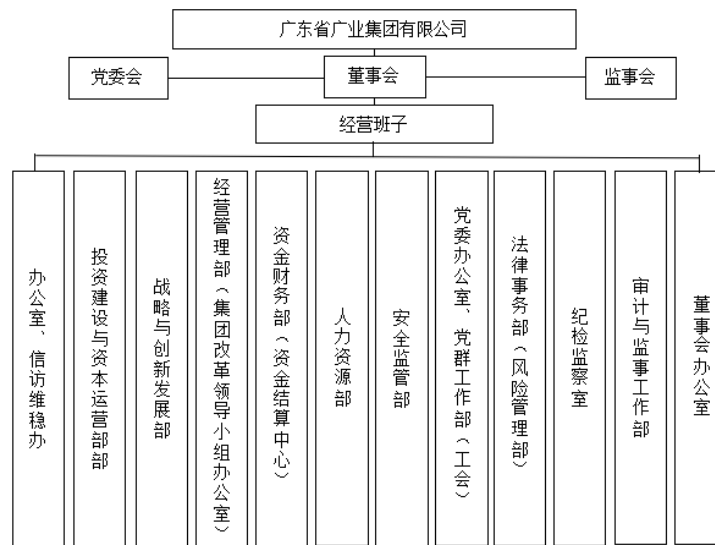 广东省广业集团有限公司
党委会
董事会
监事会
经营班子
办公室、信访维稳办
投资建设与资本运营部部
战略与创新发展部
经营管理部（集团改革领导小组办公室）
资金财务部（资金结算中心）
人力资源部
安全监管部
党委办公室、党群工作部（工会）
法律事务部（风险管理部）
纪检监察室
审计与监事工作部
董事会办公室